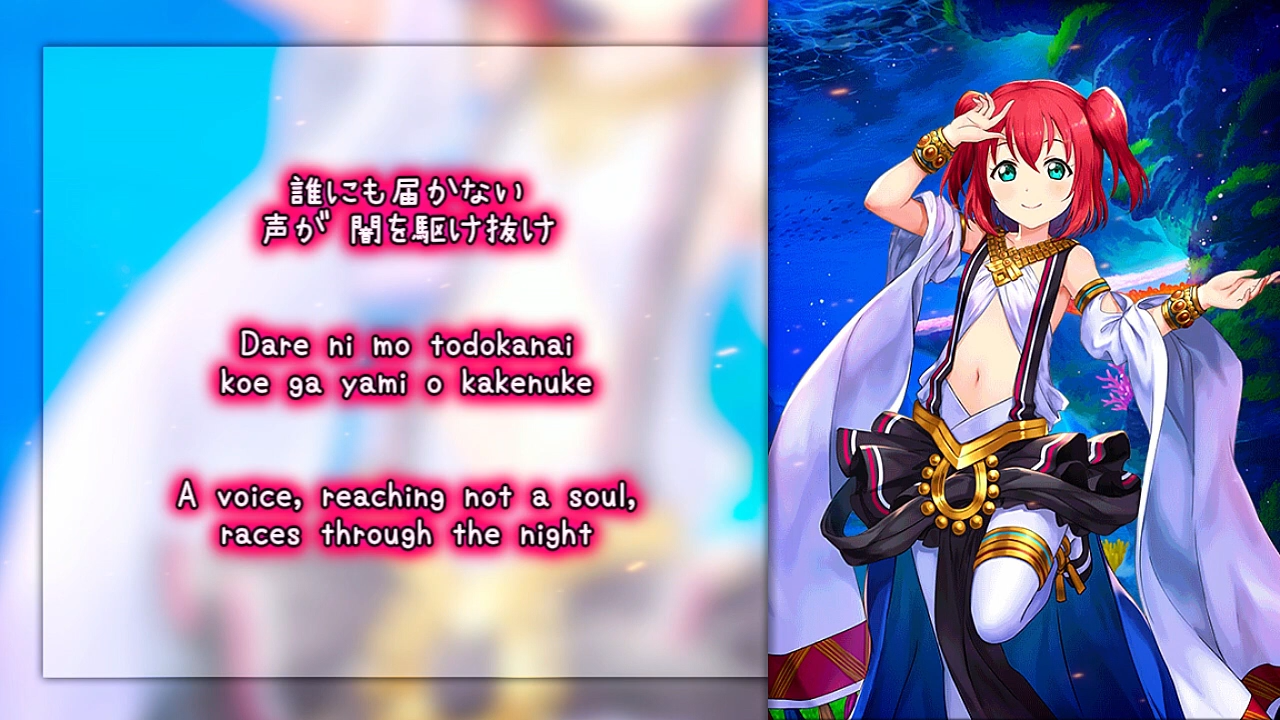 誰にも届かない
声が 闇を駆け抜け
Dare ni mo todokanai
koe ga yami o kakenuke
A voice, reaching not a soul,
races through the night